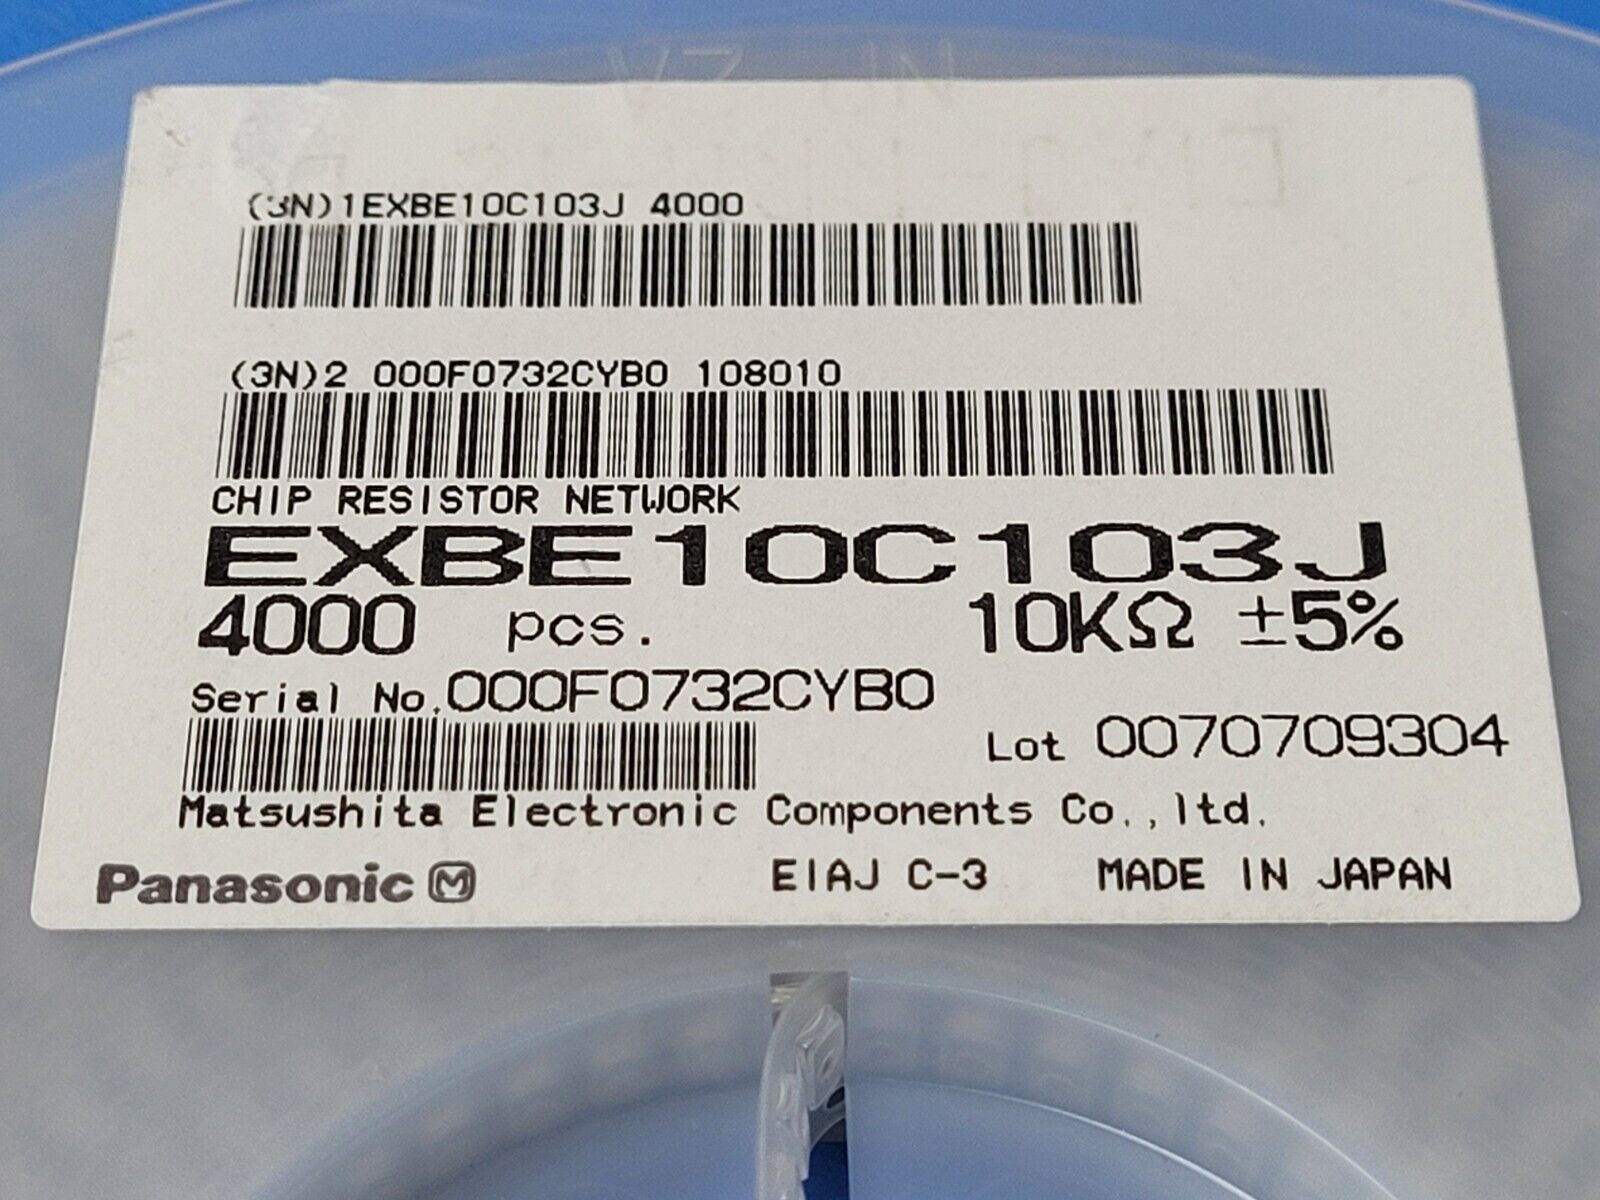 (3N)1EXBE10C103J 4000
(3N)2 000F0732CYB0 108010
CHIP RESISTOR NETWORK
EXBE10C103J
4000 pcs. 10KΩ ±5%
Serial No.000F0732CYB0
Lot 0070709304
Matsushita Electronic Components Co.,ltd.
Panasonic M EIAJ C-3 MADE IN JAPAN